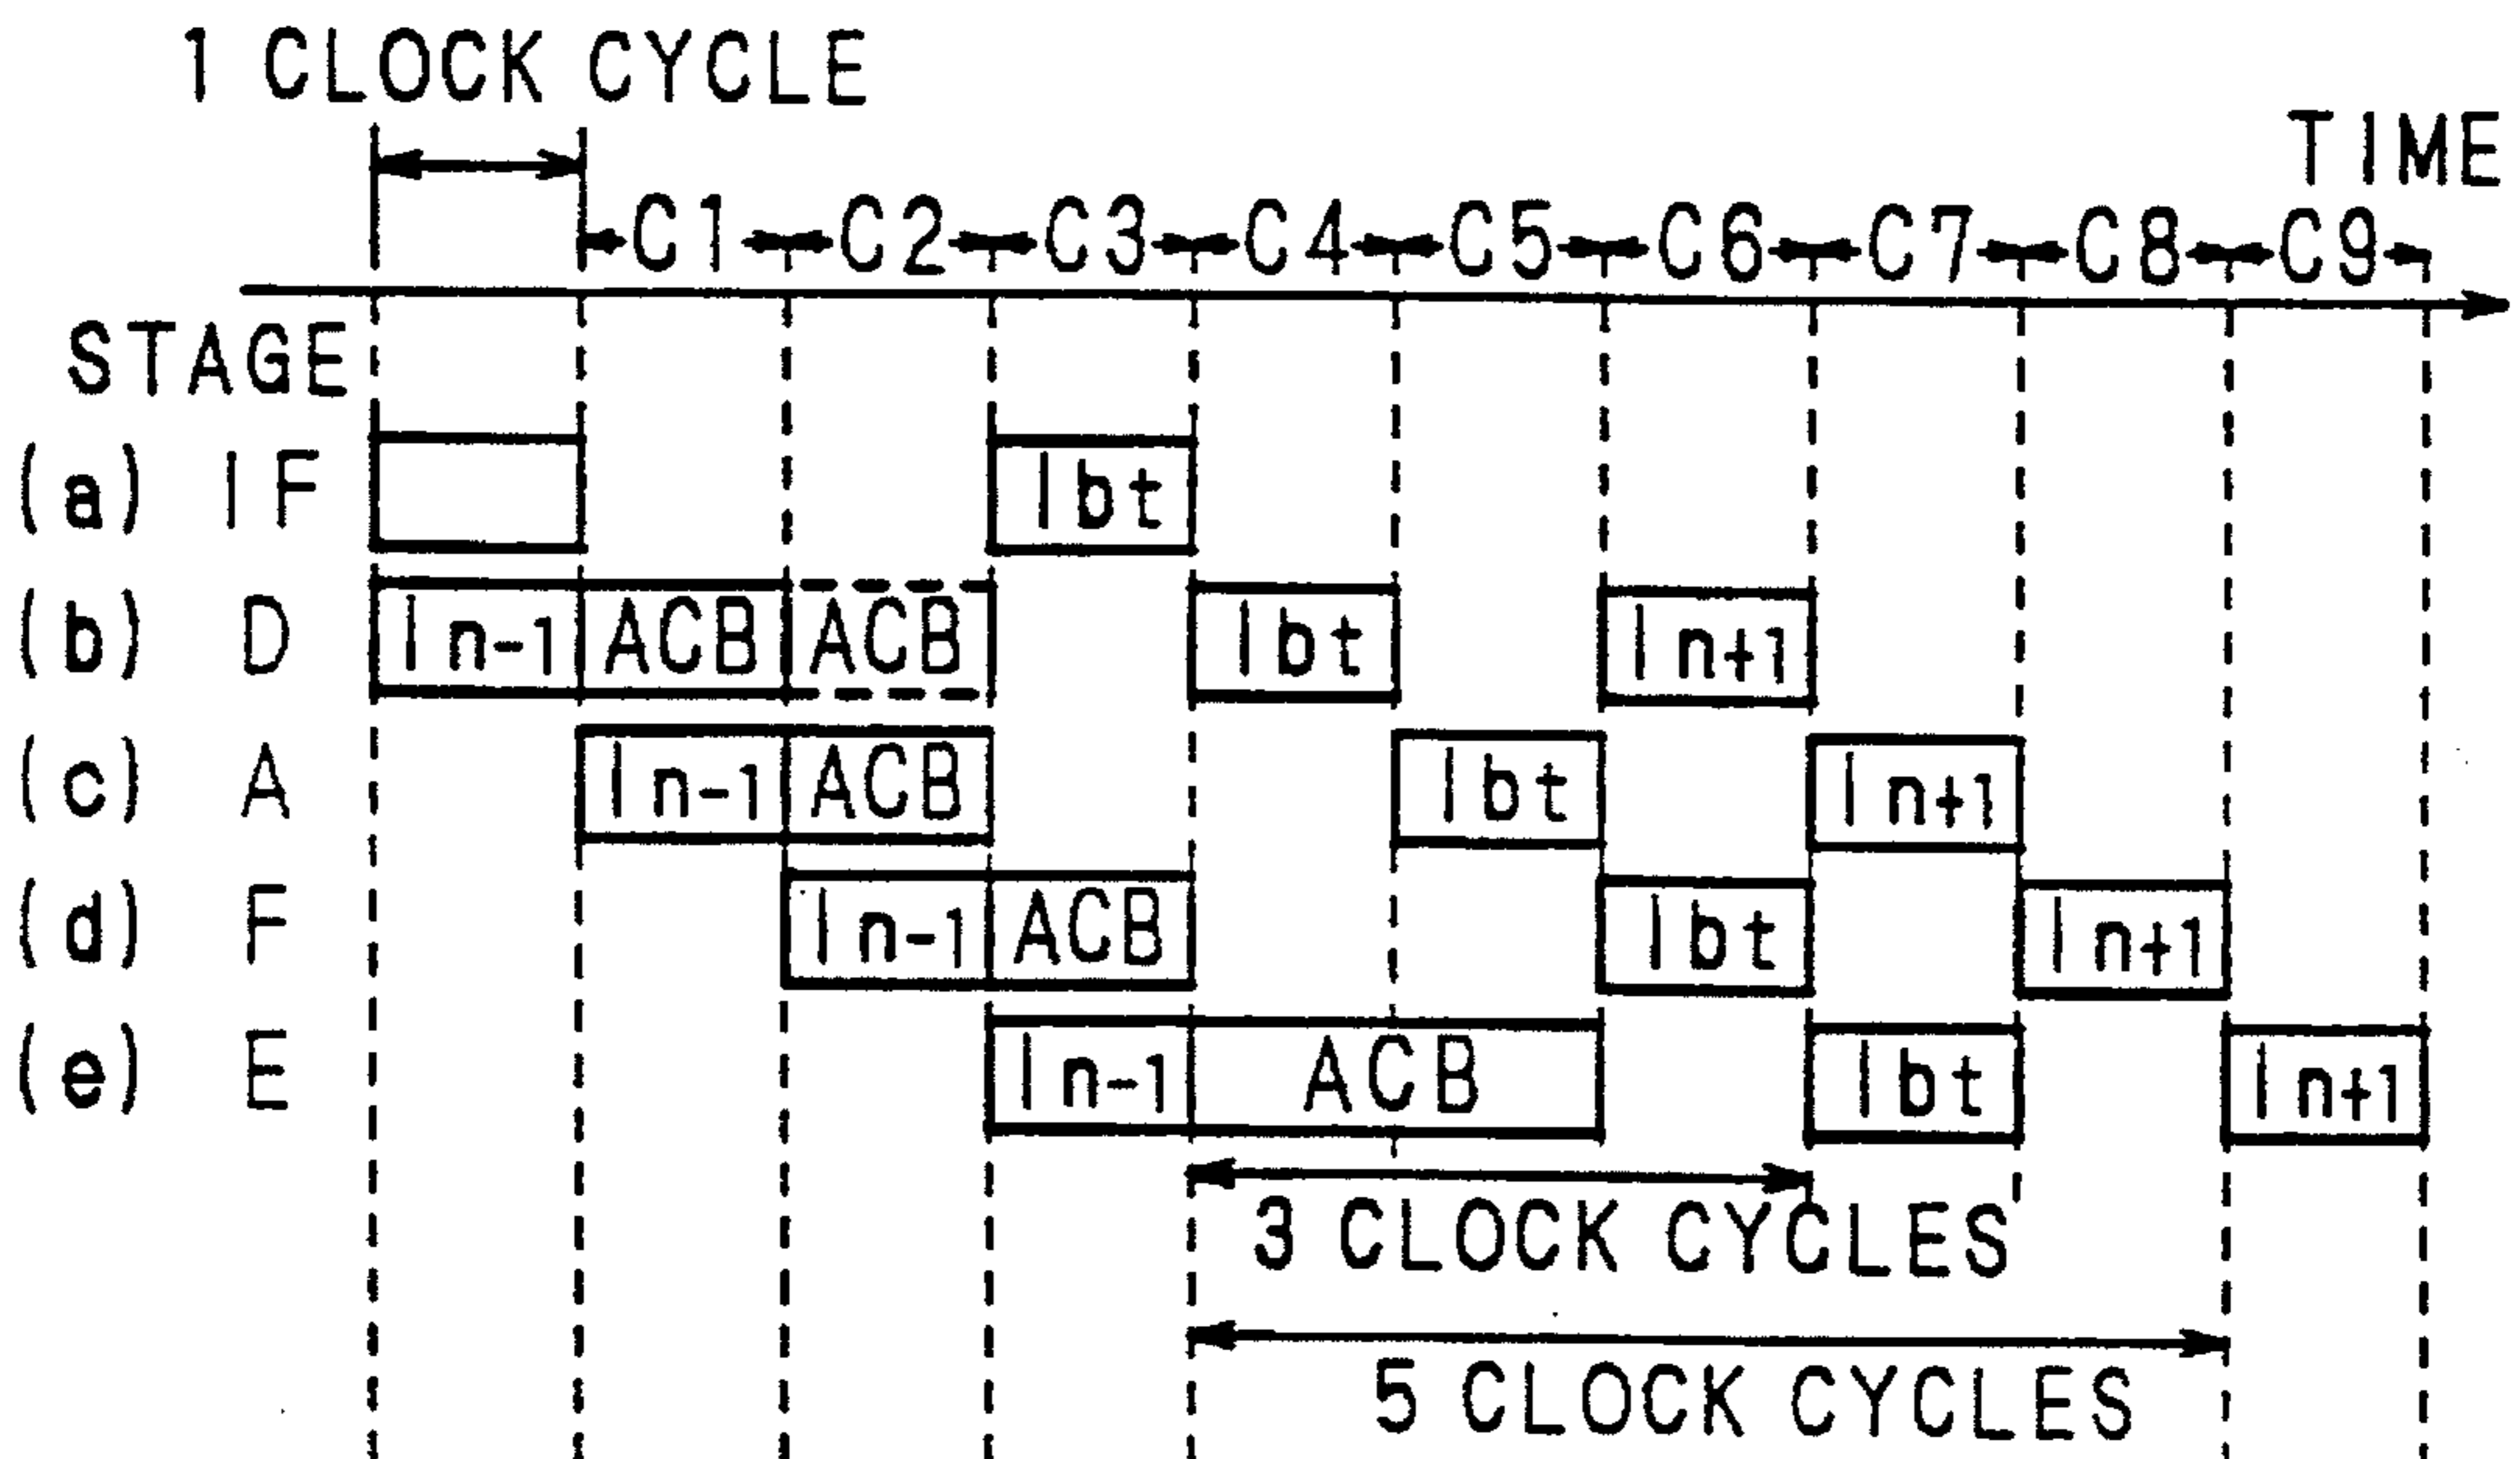 1 CLOCK CYCLE
TIME
C1 C2 C3 C4 C5 C6 C7 C8 C9
STAGE
(a) IF Ibt
(b) D In-1 ACB ACB Ibt In+1
(c) A In-1 ACB Ibt In+1
(d) F In-1 ACB Ibt In+1
(e) E In-1 ACB Ibt In+1
3 CLOCK CYCLES
5 CLOCK CYCLES